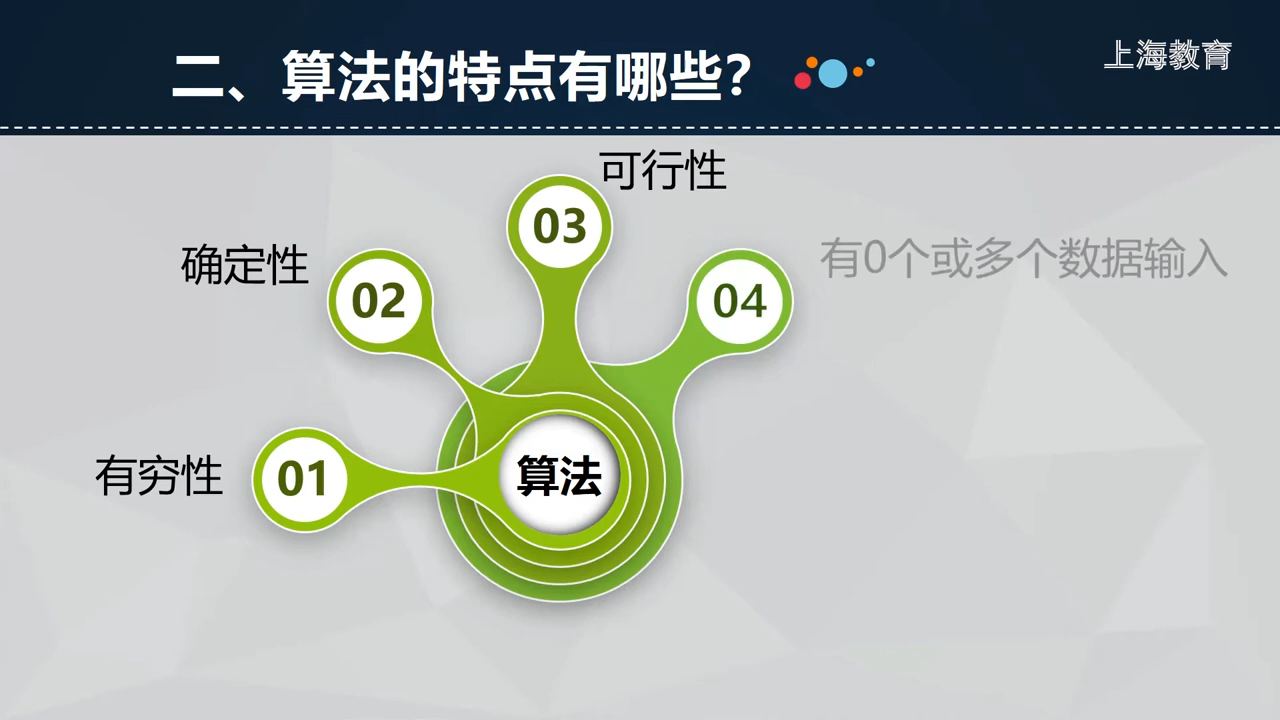 二、算法的特点有哪些?
上海教育
可行性
03
确定性
02
04
有0个或多个数据输入
有穷性
01
算法